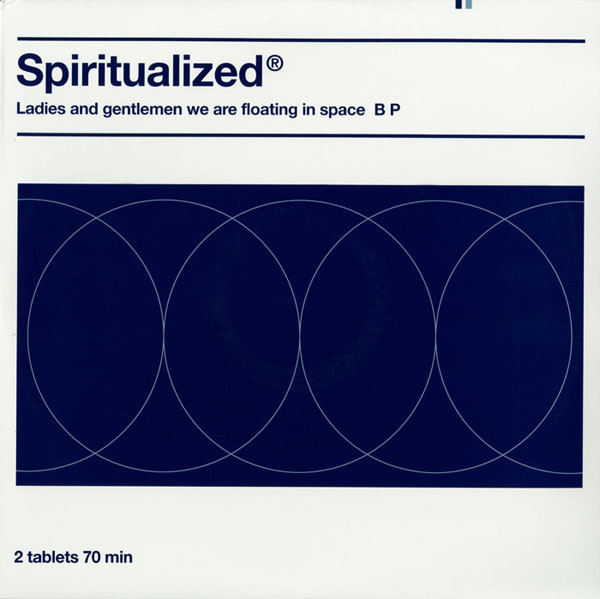 Spiritualized®
Ladies and gentlemen we are floating in space B P
2 tablets 70 min